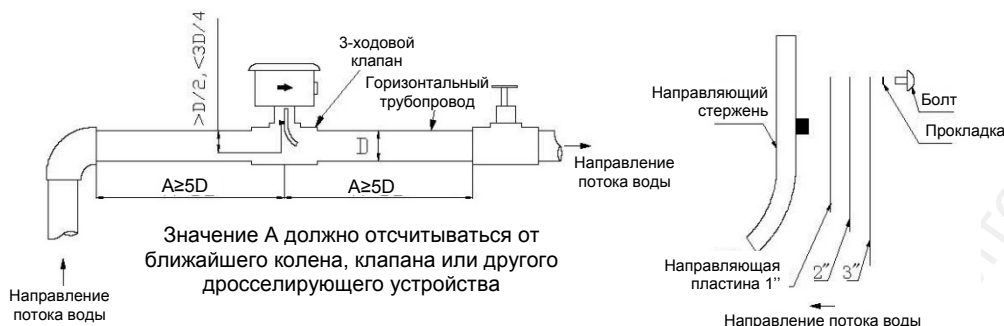 >D/2, <3D/4
3-ходовой
клапан
Горизонтальный
трубопровод
D
Направление
потока воды
A≥5D
A≥5D
Значение А должно отсчитываться от
ближайшего колена, клапана или другого
дросселирующего устройства
Направление
потока воды
Направляющий
стержень
Болт
Прокладка
Направляющая
пластина 1’’
2"
3"
Направление потока воды